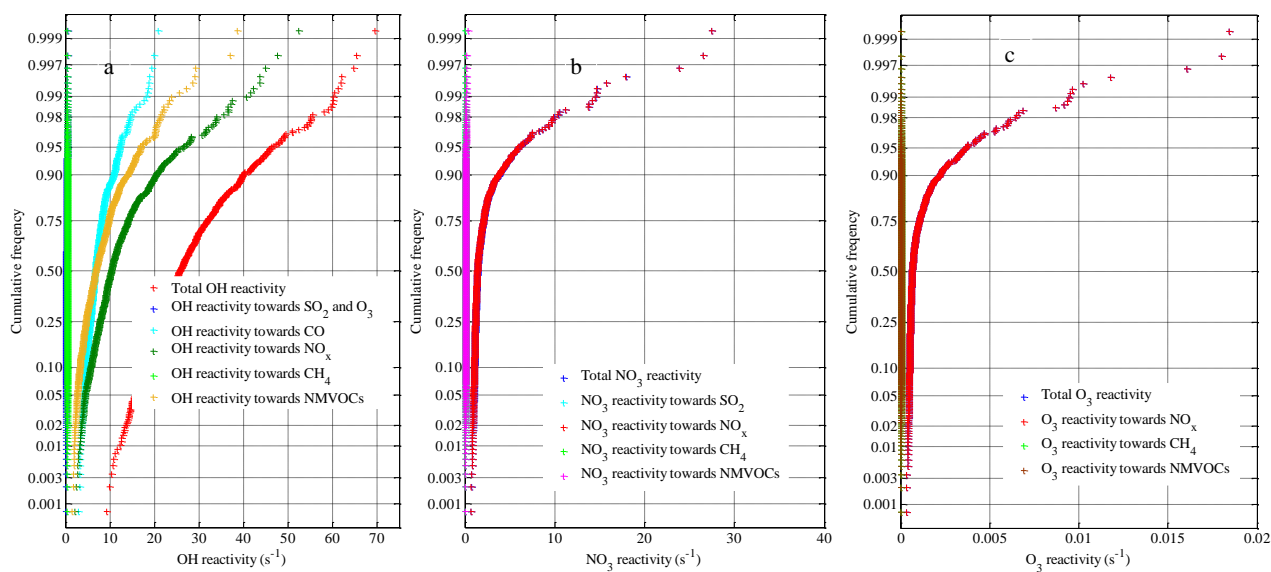 a
Cumulative freqency
0.999
0.997
0.99
0.98
0.95
0.90
0.75
0.50
0.25
0.10
0.05
0.02
0.01
0.003
0.001
Total OH reactivity
OH reactivity towards SO2 and O3
OH reactivity towards CO
OH reactivity towards NOx
OH reactivity towards CH4
OH reactivity towards NMVOCs
0 10 20 30 40 50 60 70
OH reactivity (s-1)
b
Cumulative freqency
0.999
0.997
0.99
0.98
0.95
0.90
0.75
0.50
0.25
0.10
0.05
0.02
0.01
0.003
0.001
Total NO3 reactivity
NO3 reactivity towards SO2
NO3 reactivity towards NOx
NO3 reactivity towards CH4
NO3 reactivity towards NMVOCs
0 10 20 30 40
NO3 reactivity (s-1)
c
Cumulative freqency
0.999
0.997
0.99
0.98
0.95
0.90
0.75
0.50
0.25
0.10
0.05
0.02
0.01
0.003
0.001
Total O3 reactivity
O3 reactivity towards NOx
O3 reactivity towards CH4
O3 reactivity towards NMVOCs
0 0.005 0.01 0.015 0.02
O3 reactivity (s-1)